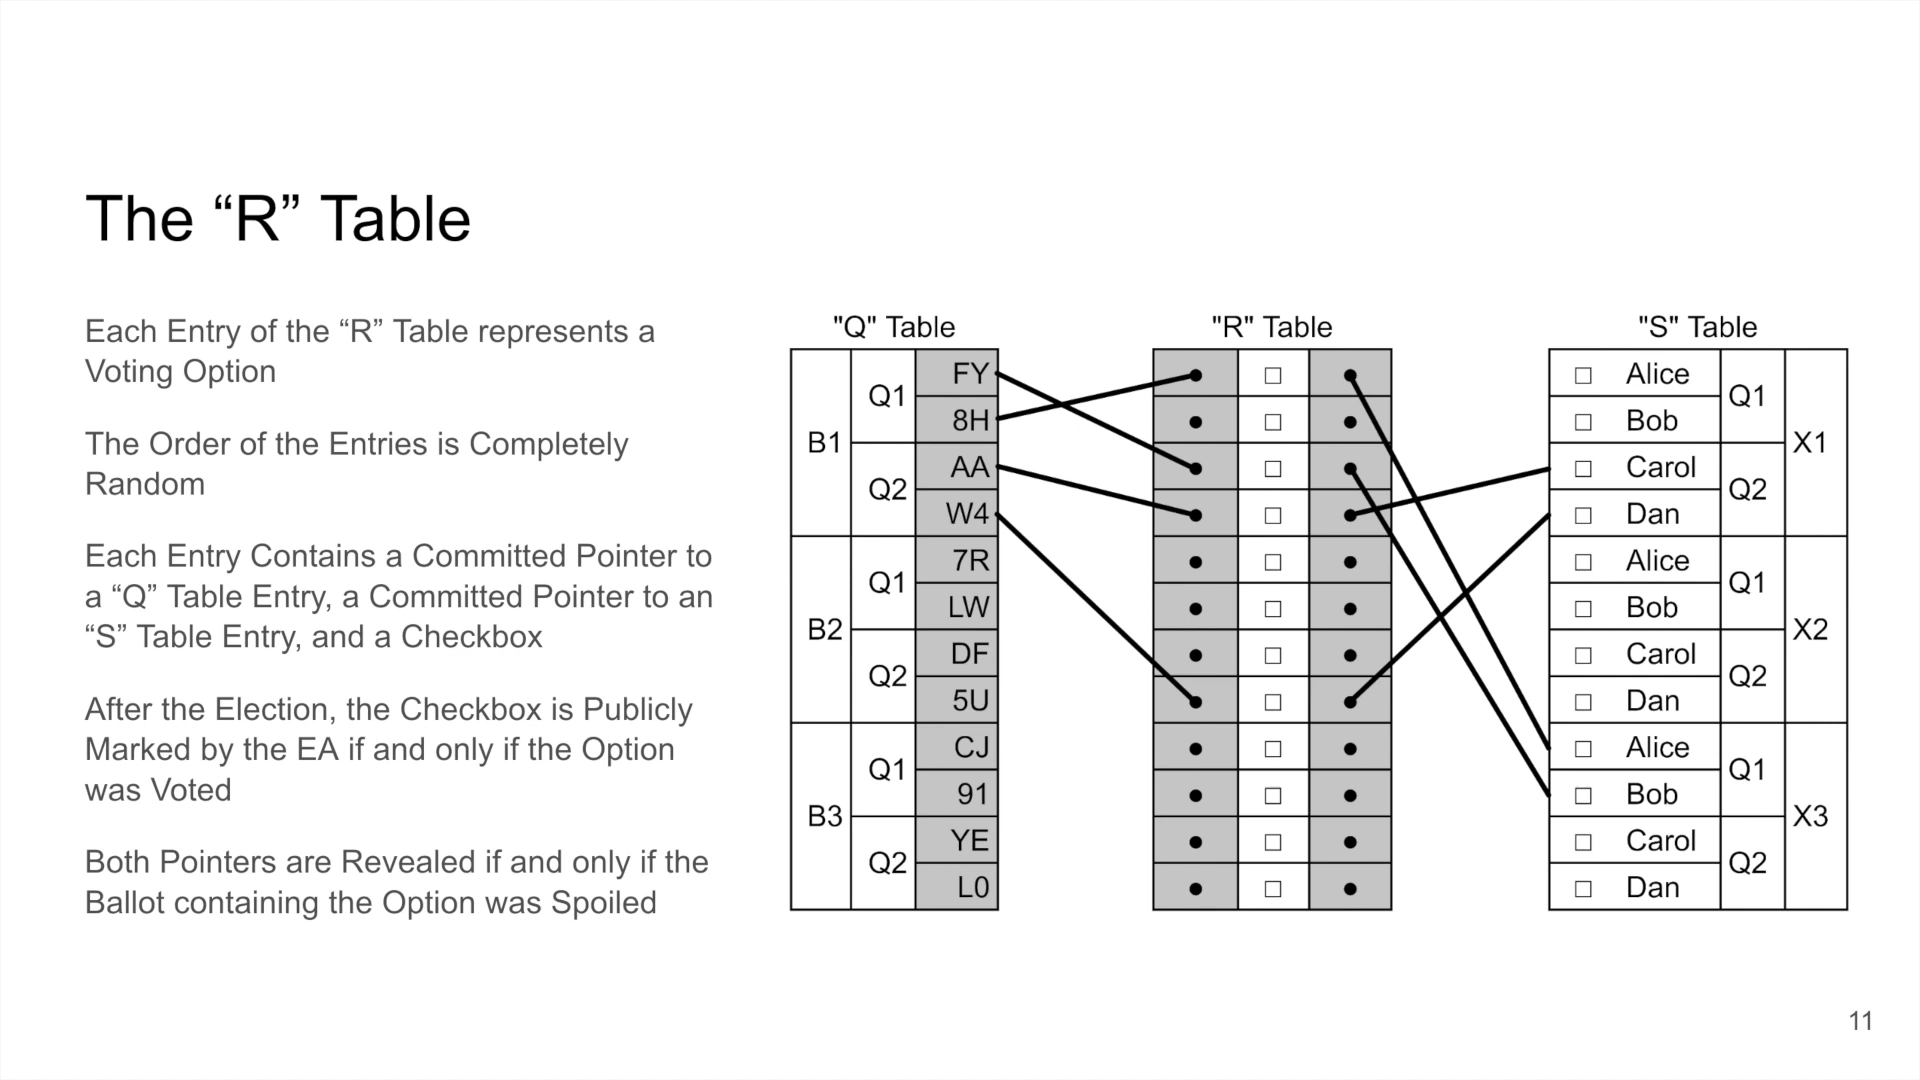 The “R” Table
Each Entry of the “R” Table represents a
Voting Option
The Order of the Entries is Completely
Random
Each Entry Contains a Committed Pointer to
a “Q” Table Entry, a Committed Pointer to an
“S” Table Entry, and a Checkbox
After the Election, the Checkbox is Publicly
Marked by the EA if and only if the Option
was Voted
Both Pointers are Revealed if and only if the
Ballot containing the Option was Spoiled
"Q" Table
B1
Q1
FY
8H
Q2
AA
W4
B2
Q1
7R
LW
Q2
DF
5U
B3
Q1
CJ
91
Q2
YE
L0
"R" Table
"S" Table
Alice
Bob
Q1
Carol
Dan
Q2
X1
Alice
Bob
Q1
Carol
Dan
Q2
X2
Alice
Bob
Q1
Carol
Dan
Q2
X3
11